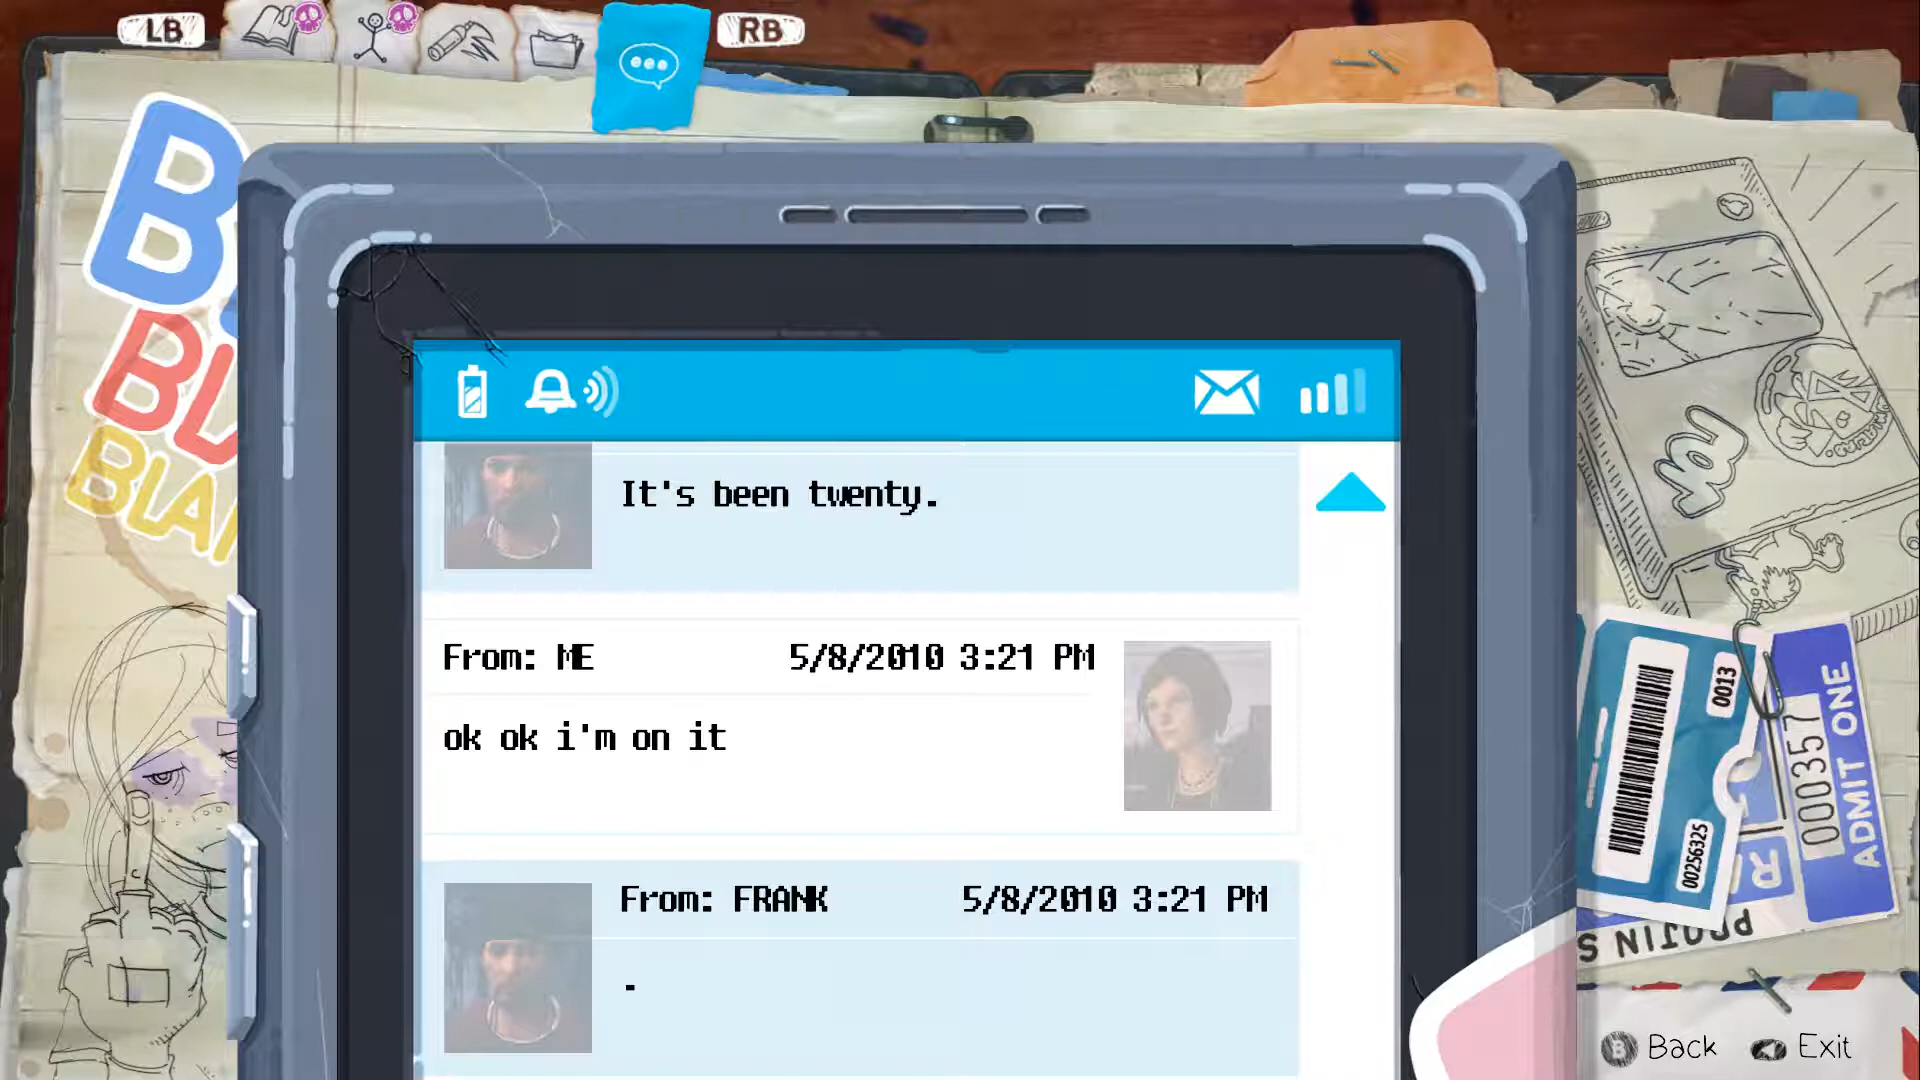 LB
RB
It's been twenty.
From: ME 5/8/2010 3:21 PM
ok ok i'm on it
From: FRANK 5/8/2010 3:21 PM
.
0013
00256325
000357
ADMIT ONE
Back
Exit